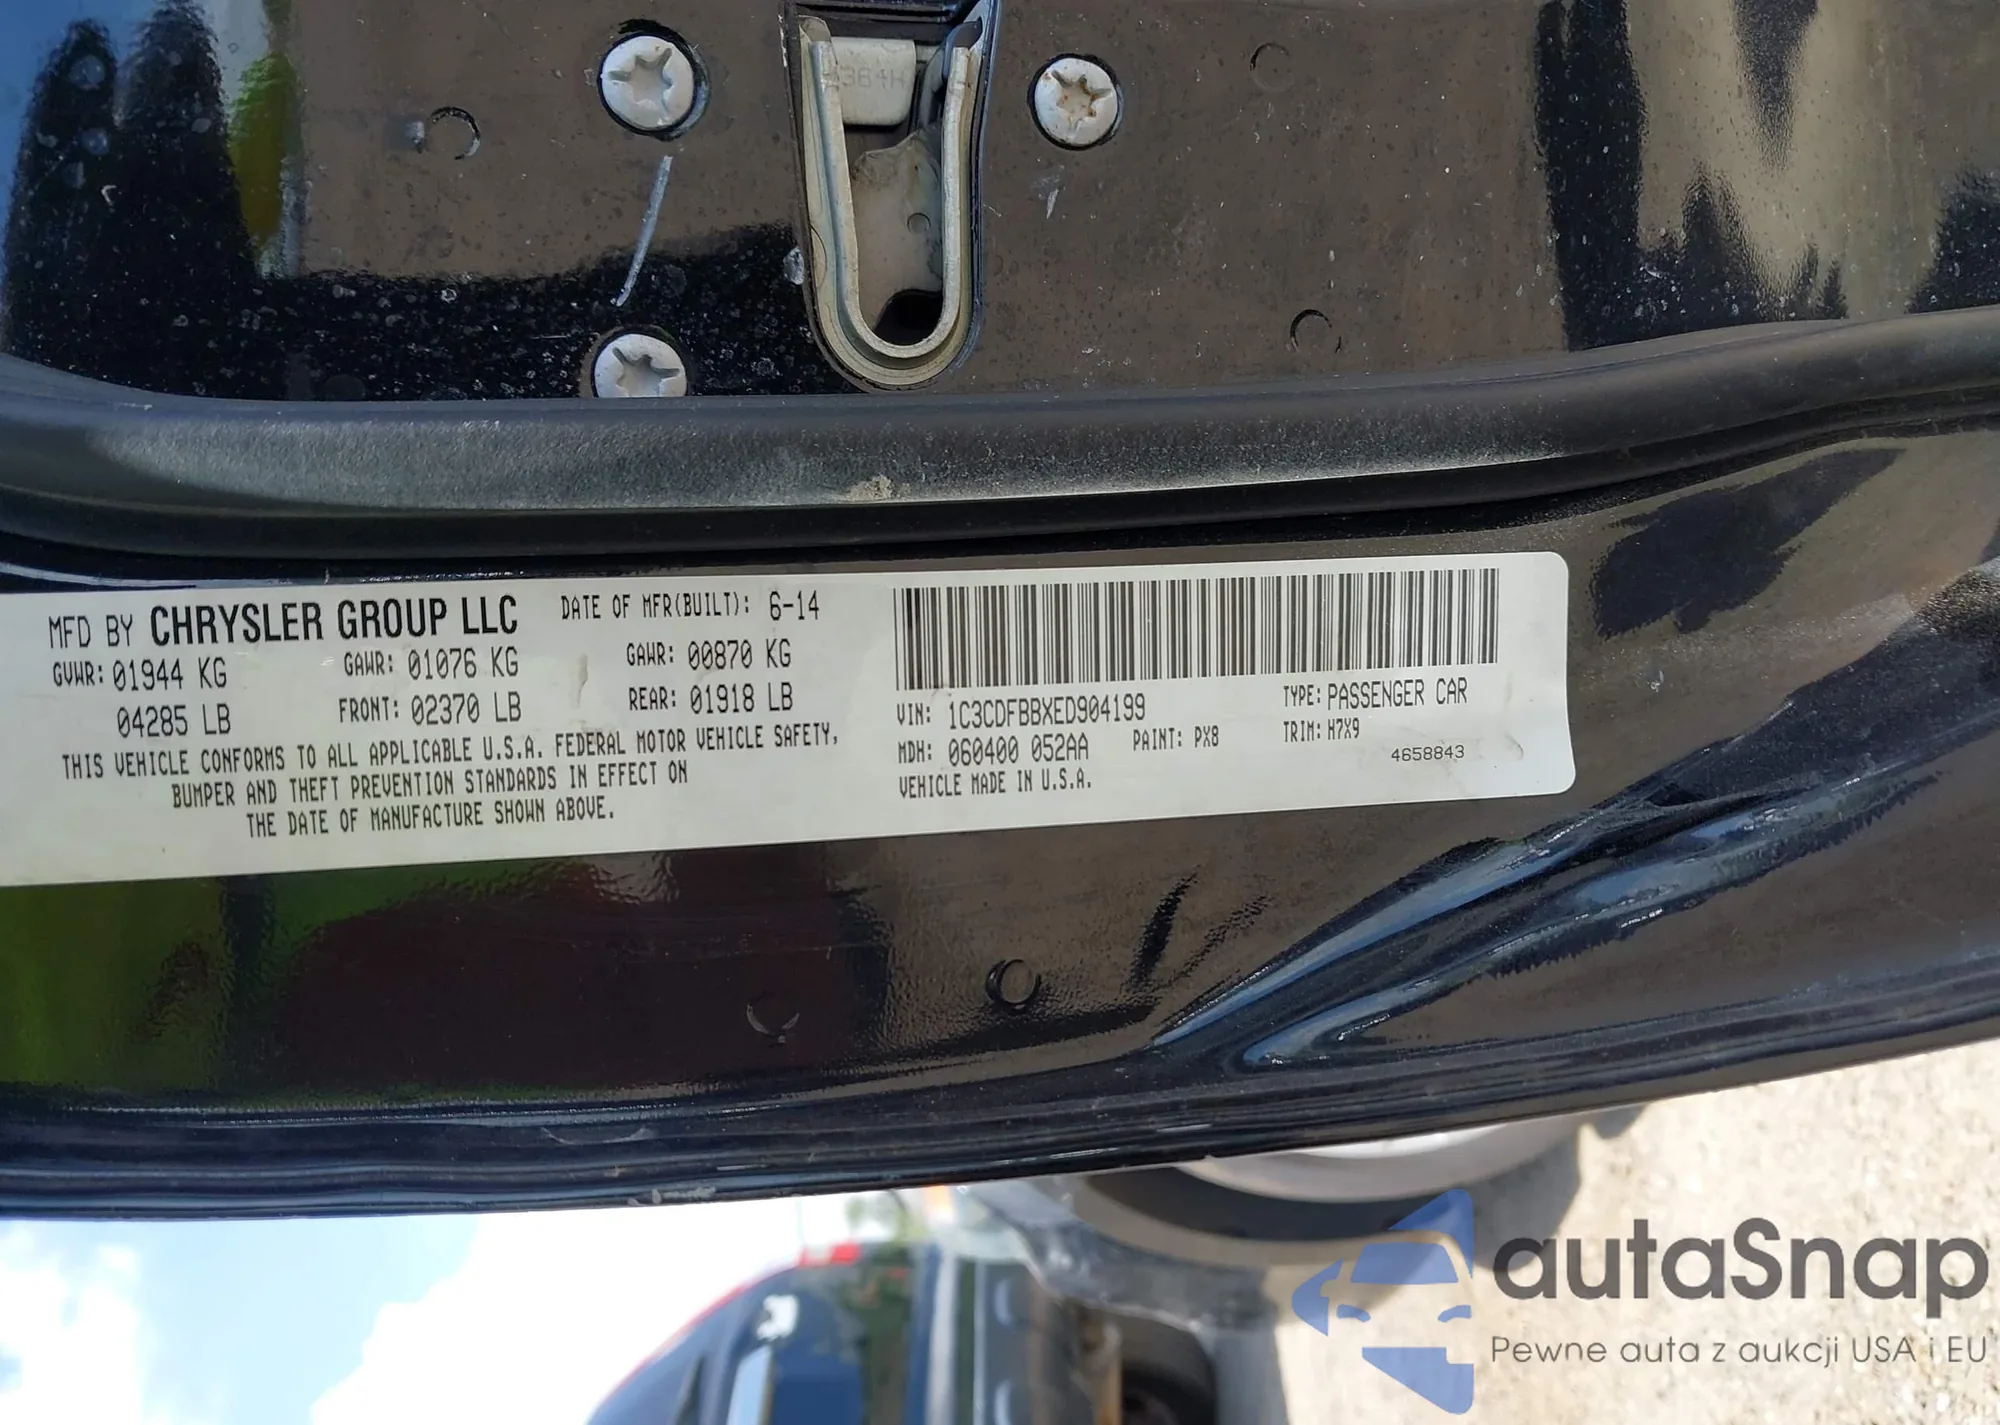 364H
MFD BY CHRYSLER GROUP LLC DATE OF MFR(BUILT): 6-14
GVWR: 01944 KG GAWR: 01076 KG GAWR: 00870 KG
04285 LB FRONT: 02370 LB REAR: 01918 LB
THIS VEHICLE CONFORMS TO ALL APPLICABLE U.S.A. FEDERAL MOTOR VEHICLE SAFETY,
BUMPER AND THEFT PREVENTION STANDARDS IN EFFECT ON
THE DATE OF MANUFACTURE SHOWN ABOVE.
VIN: 1C3CDFBBXED904199 TYPE: PASSENGER CAR
MDH: 060400 052AA PAINT: PX8 TRIM: H7X9
VEHICLE MADE IN U.S.A. 4658843
autaSnap
Pewne auta z aukcji USA i EU